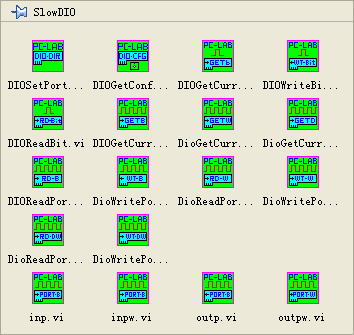 SlowDIO
PC-LAB PC-LAB PC-LAB PC-LAB
DIO-DIR DIO-CFG GETb WT-Bit
DIOSetPort... DIOGetConf... DIOGetCurr... DIOWriteBi...
PC-LAB PC-LAB PC-LAB PC-LAB
RD-Bit GETB GETW GETD
DIOReadBit.vi DIOGetCurr... DioGetCurr... DioGetCurr...
PC-LAB PC-LAB PC-LAB PC-LAB
RD-B WT-B RD-W WT-W
DIOReadPor... DioWritePo... DioReadPor... DioWritePo...
PC-LAB PC-LAB
RD-DW WT-DW
DioReadPor... DioWritePo...
PC-LAB PC-LAB PC-LAB PC-LAB
PORT-B PORT-B PORT-B PORT-B
inp.vi inpw.vi outp.vi outpw.vi